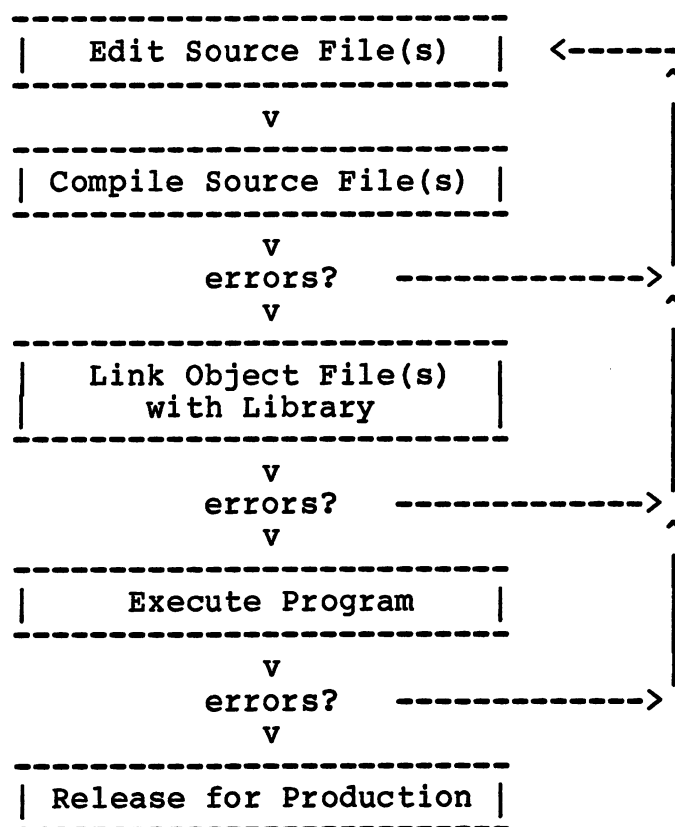 -------------------------
| Edit Source File(s) | <------
-------------------------
v
-------------------------
| Compile Source File(s) |
-------------------------
v
errors? ------------->
v
-------------------------
| Link Object File(s) |
| with Library |
-------------------------
v
errors? ------------->
v
-------------------------
| Execute Program |
-------------------------
v
errors? ------------->
v
-------------------------
| Release for Production |
-------------------------